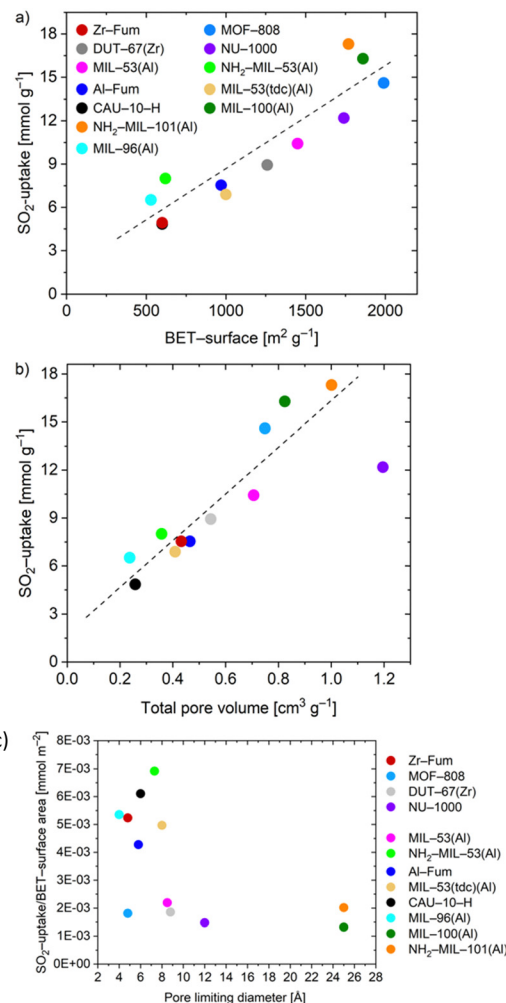 a)
Zr–Fum
DUT–67(Zr)
MIL–53(Al)
Al–Fum
CAU–10–H
NH₂–MIL–101(Al)
MIL–96(Al)
MOF–808
NU–1000
NH₂–MIL–53(Al)
MIL–53(tdc)(Al)
MIL–100(Al)
SO₂-uptake [mmol g⁻¹]
18
15
12
9
6
3
0
0 500 1000 1500 2000
BET–surface [m² g⁻¹]
b)
SO₂–uptake [mmol g⁻¹]
18
15
12
9
6
3
0
0.0 0.2 0.4 0.6 0.8 1.0 1.2
Total pore volume [cm³ g⁻¹]
c)
SO₂–uptake/BET–surface area [mmol m⁻²]
8E-03
7E-03
6E-03
5E-03
4E-03
3E-03
2E-03
1E-03
0E+00
2 4 6 8 10 12 14 16 18 20 22 24 26 28
Pore limiting diameter [Å]
Zr–Fum
MOF–808
DUT–67(Zr)
NU–1000
MIL–53(Al)
NH₂–MIL–53(Al)
Al–Fum
MIL–53(tdc)(Al)
CAU–10–H
MIL–96(Al)
MIL–100(Al)
NH₂–MIL–101(Al)